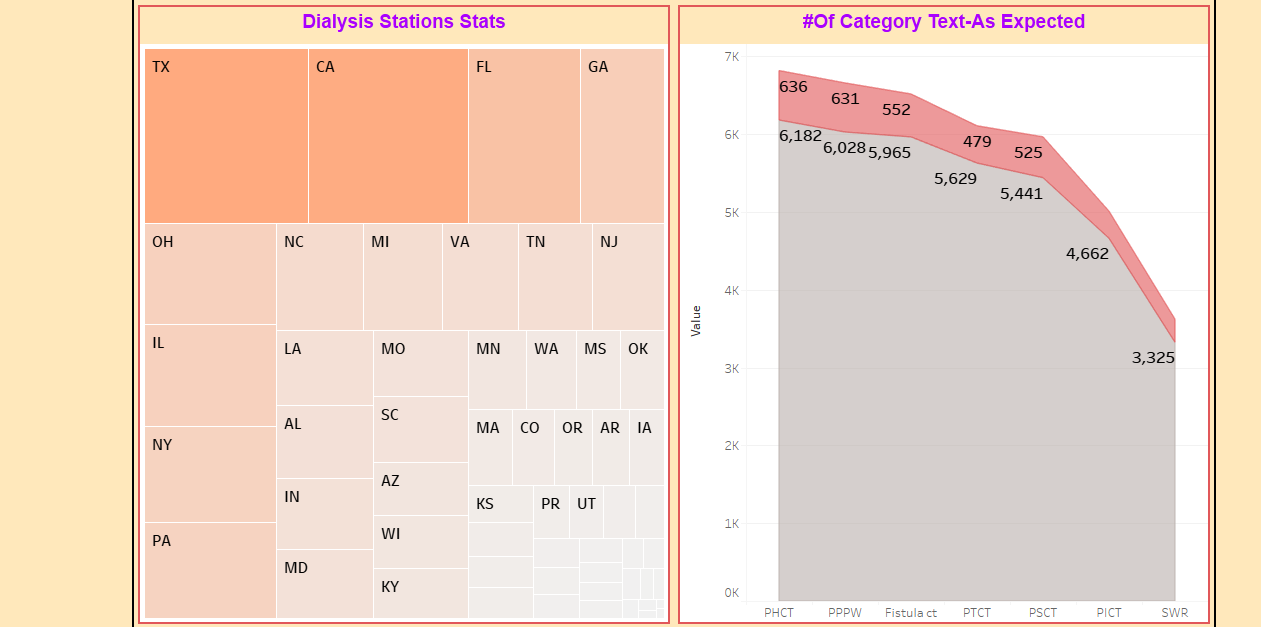 Dialysis Stations Stats
TX CA FL GA
OH NC MI VA TN NJ
IL LA MO MN WA MS OK
AL SC MA CO OR AR IA
NY IN AZ KS PR UT
PA MD WI
KY
#Of Category Text-As Expected
7K
6K
5K
4K
3K
2K
1K
0K
Value
636 631 552 479 525
6,182 6,028 5,965 5,629 5,441 4,662 3,325
PHCT PPPW Fistula ct PTCT PSCT PICT SWR